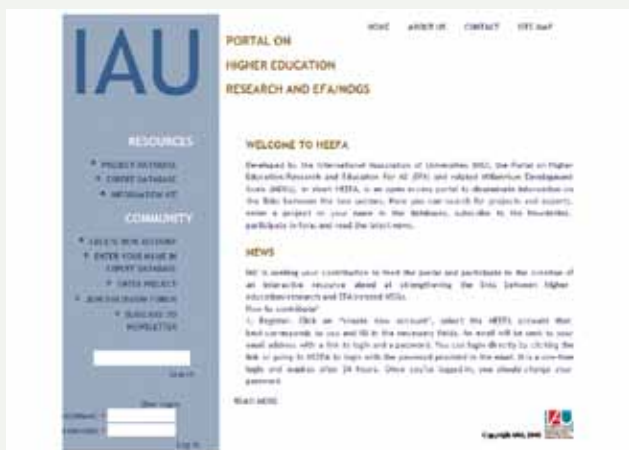 HOME ABOUT US CONTACT SITE MAP
IAU
PORTAL ON
HIGHER EDUCATION
RESEARCH AND EFA/MDGS
RESOURCES
PROJECT DATABASE
EXPERT DATABASE
INFORMATION KIT
COMMUNITY
CREATE NEW ACCOUNT
ENTER YOUR NAME IN
EXPERT DATABASE
ENTER PROJECT
JOIN DISCUSSION FORUM
SUBSCRIBE TO
NEWSLETTER
Search
User Login
Log in
WELCOME TO HEEFA
Developed by the International Association of Universities (IAU), the Portal on Higher
Education/Research and Education For All (EFA) and related Millennium Development
Goals (MDGs), in short HEEFA, is an open access portal to disseminate information on
the links between the two sectors. Here you can search for projects and experts,
enter a project or your name in the databases, subscribe to the Newsletter,
participate in fora; and read the latest news.
NEWS
IAU is seeking your contribution to feed the portal and participate to the creation of
an interactive resource aimed at strengthening the links between higher
education/research and EFA-related MDGs.
How to contribute?
1. Register. Click on "create new account", select the HEEFA account that
best corresponds to you and fill in the necessary fields. An email will be sent to your
email address with a link to login and a password. You can login directly by clicking the
link or going to HEEFA to login with the password provided in the email. It is a one-time
login and expires after 24 hours. Once you're logged in, you should change your
password.
READ MORE
Copyright IAU,
IAU